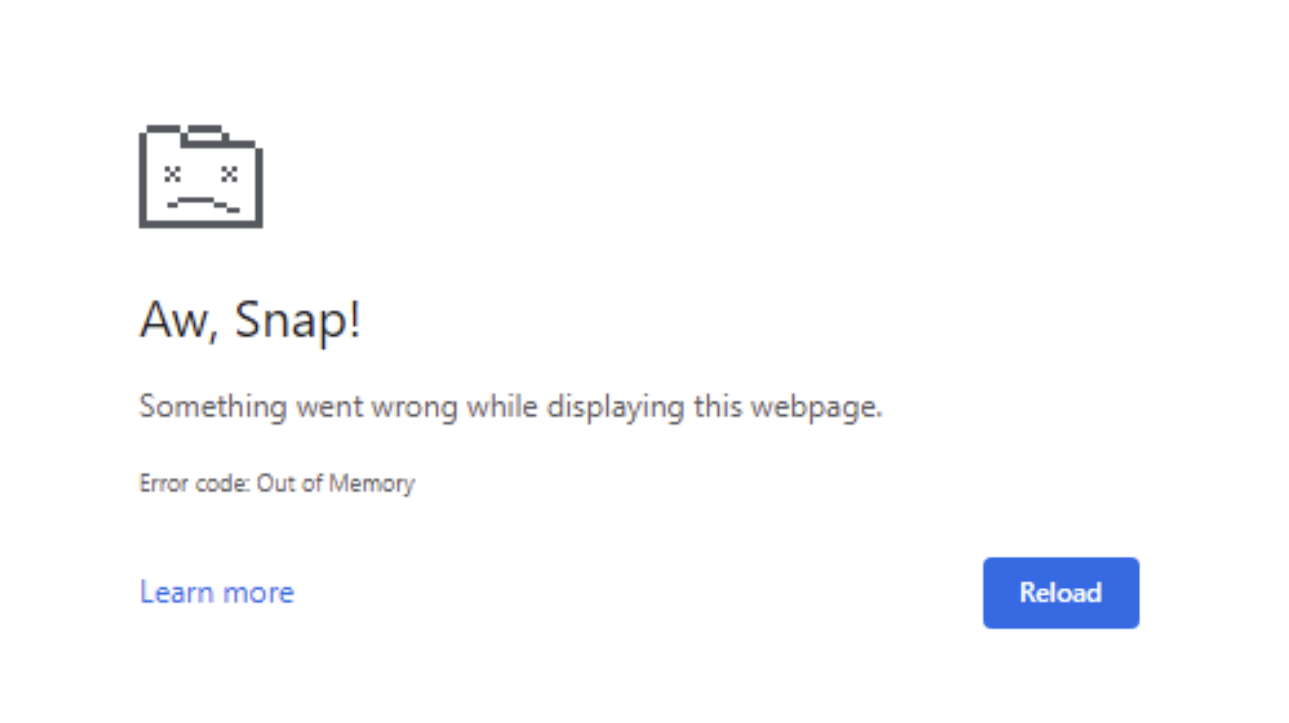 Aw, Snap!
Something went wrong while displaying this webpage.
Error code: Out of Memory
Learn more
Reload